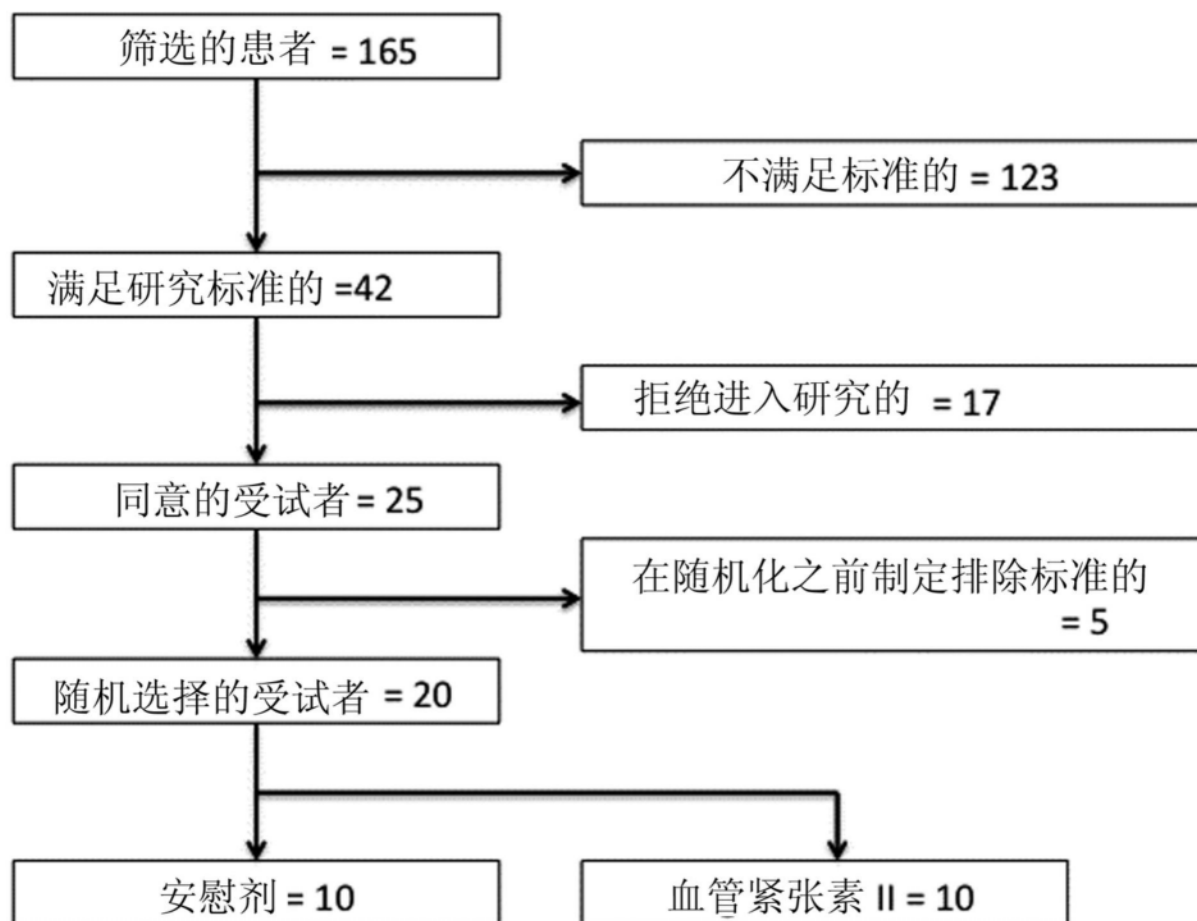 筛选的患者 = 165
不满足标准的 = 123
满足研究标准的 =42
拒绝进入研究的 = 17
同意的受试者 = 25
在随机化之前制定排除标准的
= 5
随机选择的受试者 = 20
安慰剂 = 10
血管紧张素 II = 10